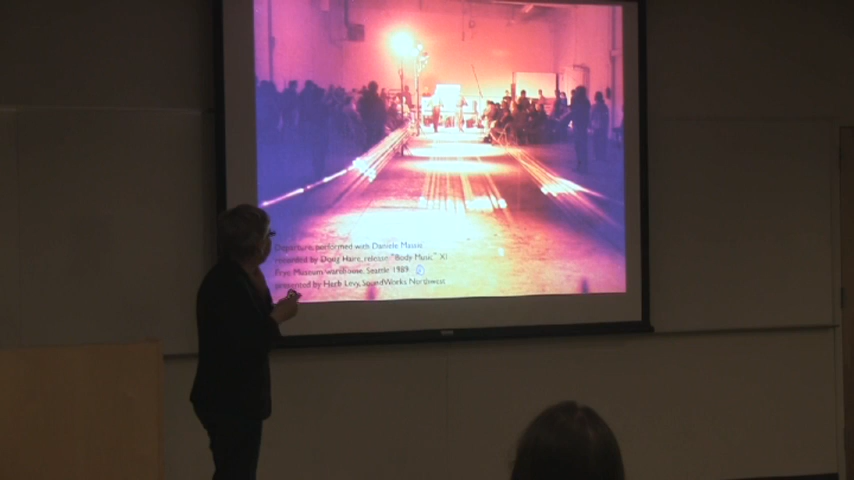 Departure, performed with Daniele Massie
recorded by Doug Haire, release "Body Music" XI
Frye Museum warehouse, Seattle 1989
presented by Herb Levy, SoundWorks Northwest